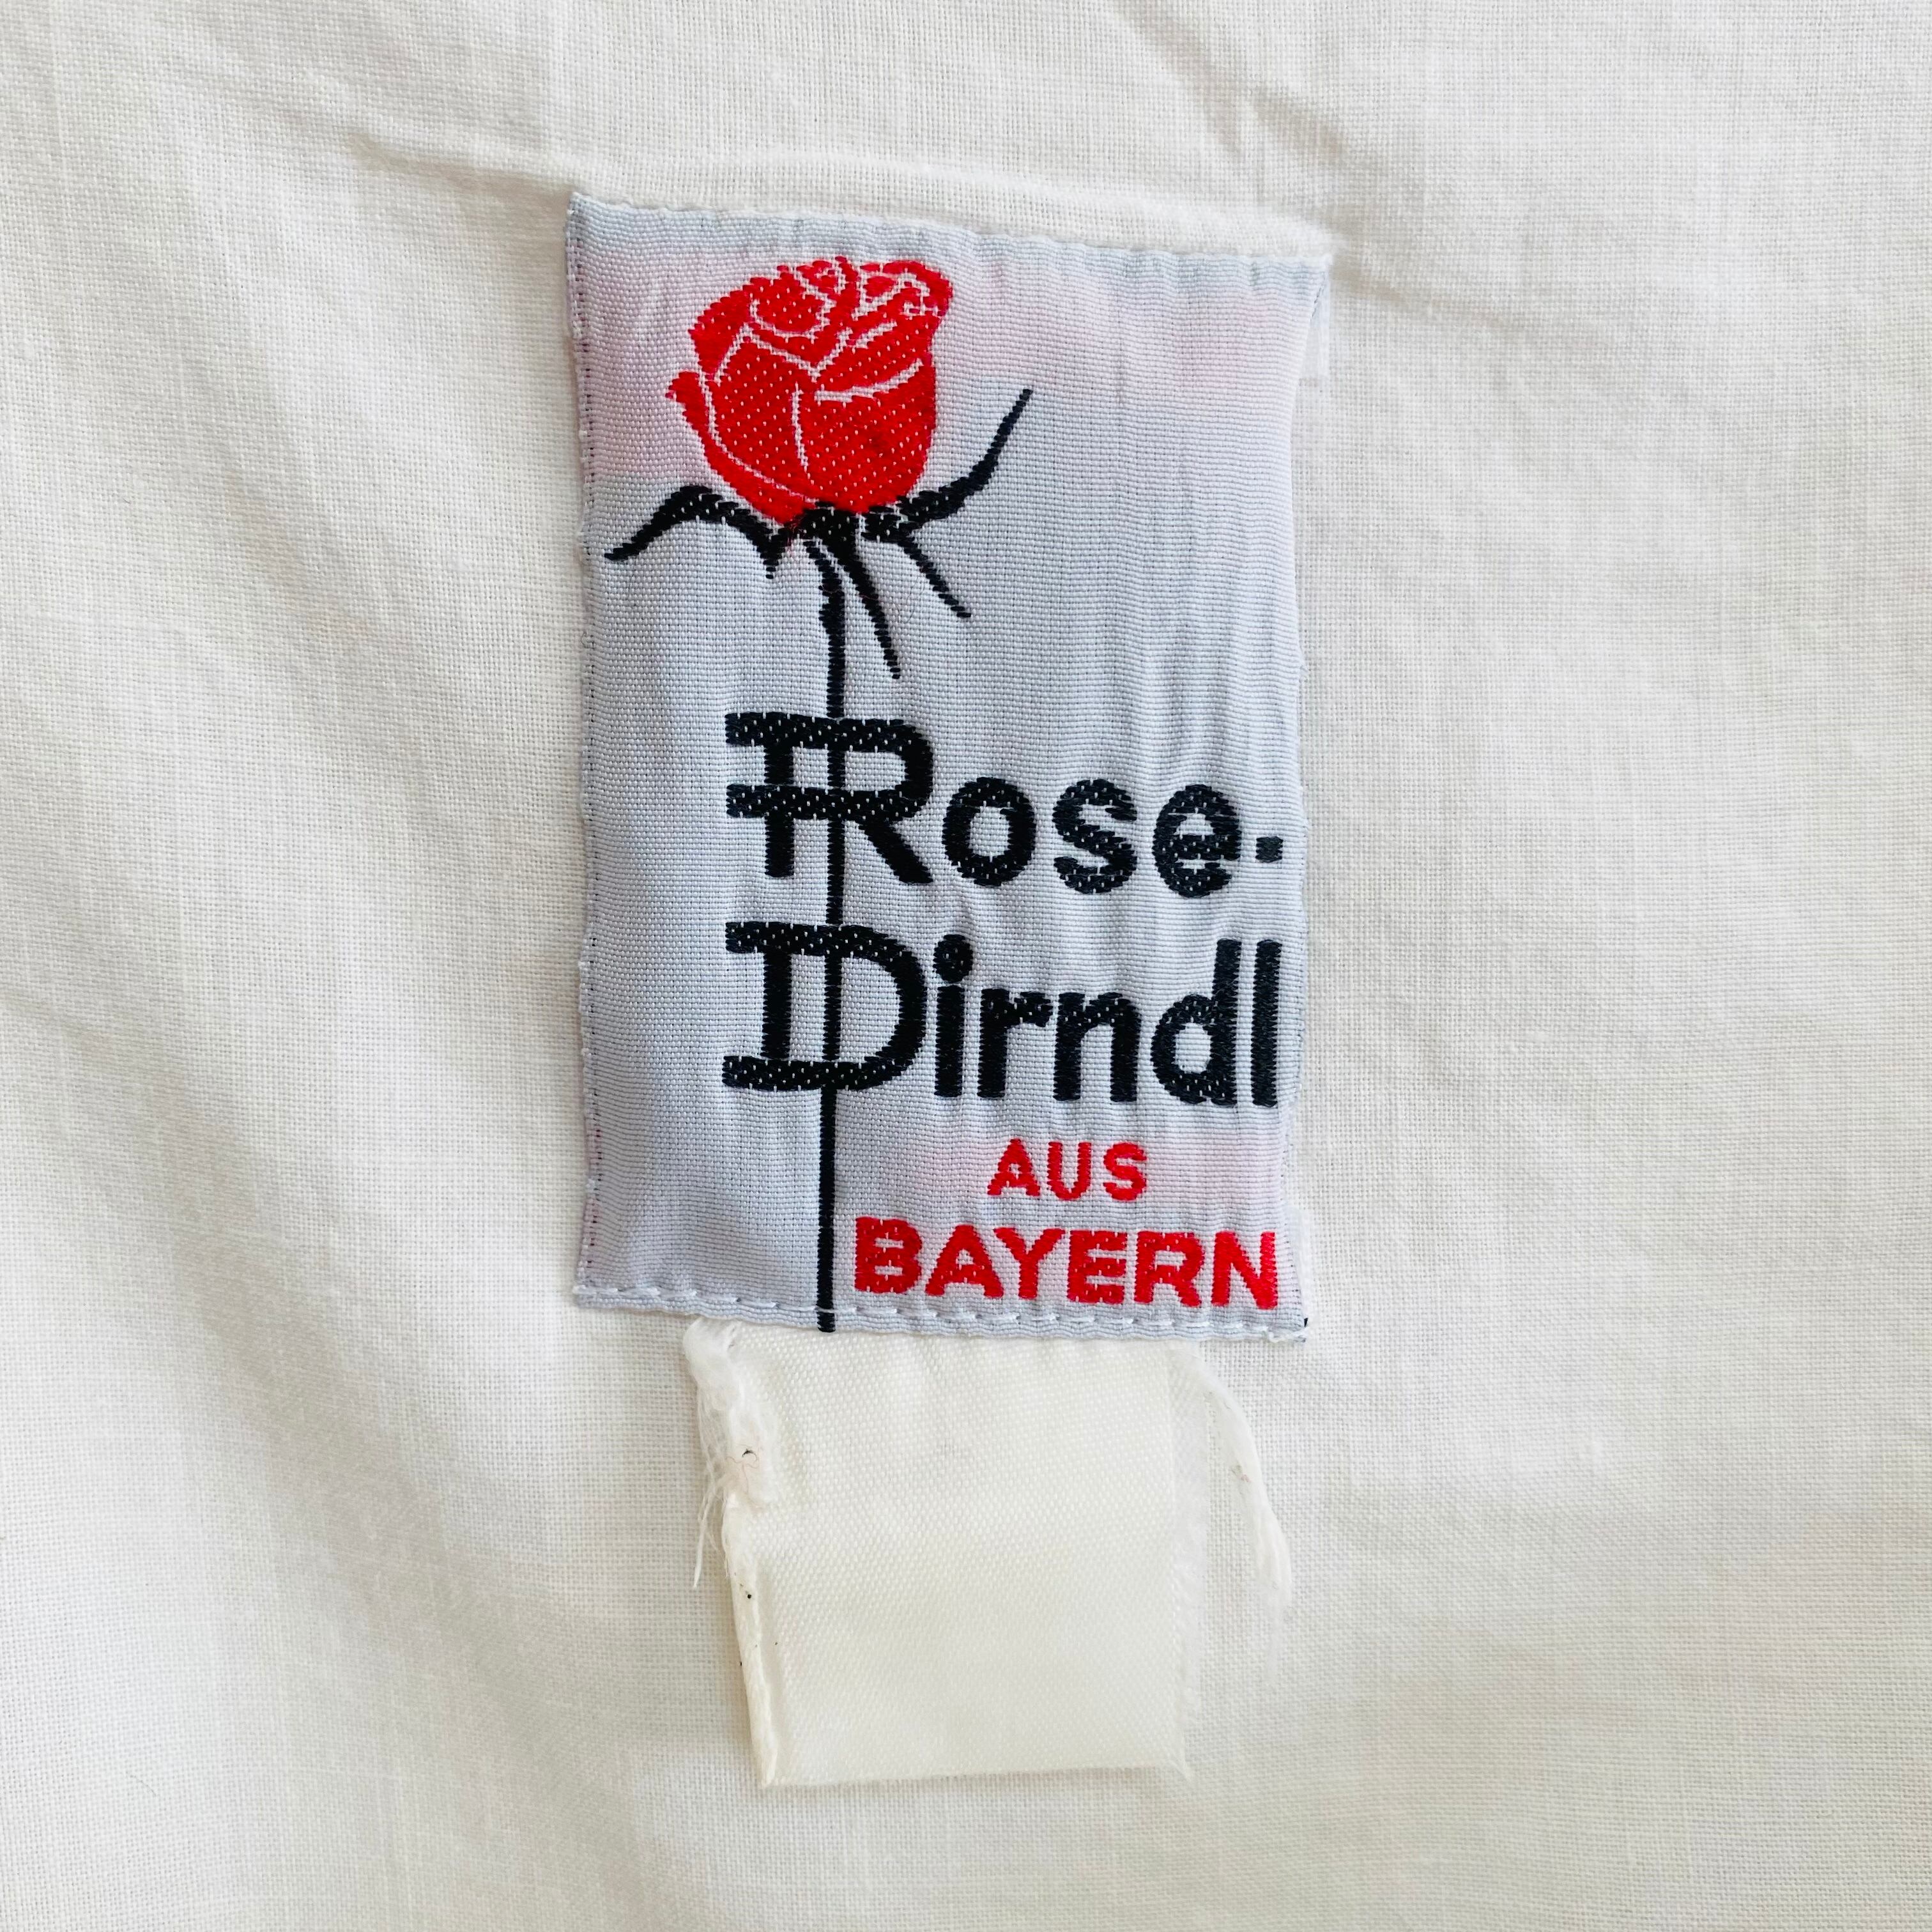 Rose-
Dirndl
AUS
BAYERN